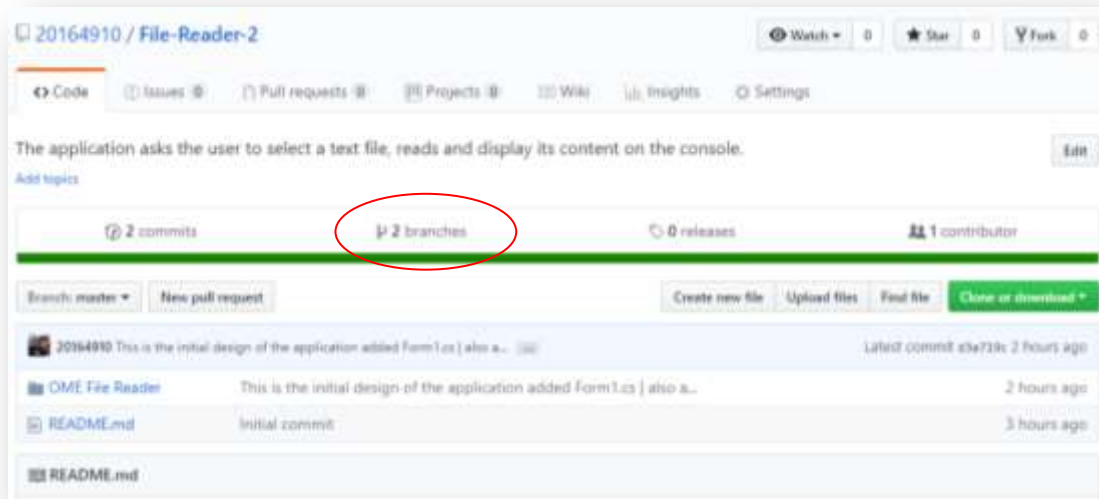 20164910 / File-Reader-2 Watch 0 Star 0 Fork 0
Code Issues 0 Pull requests 0 Projects 0 Wiki Insights Settings
The application asks the user to select a text file, reads and display its content on the console. Edit
Add topics
2 commits 2 branches 0 releases 1 contributor
Branch: master New pull request Create new file Upload files Find file Clone or download
20164910 This is the initial design of the application added Form1.cs | also a... Latest commit 2 hours ago
OME File Reader This is the initial design of the application added Form1.cs | also a... 2 hours ago
README.md Initial commit 3 hours ago
README.md